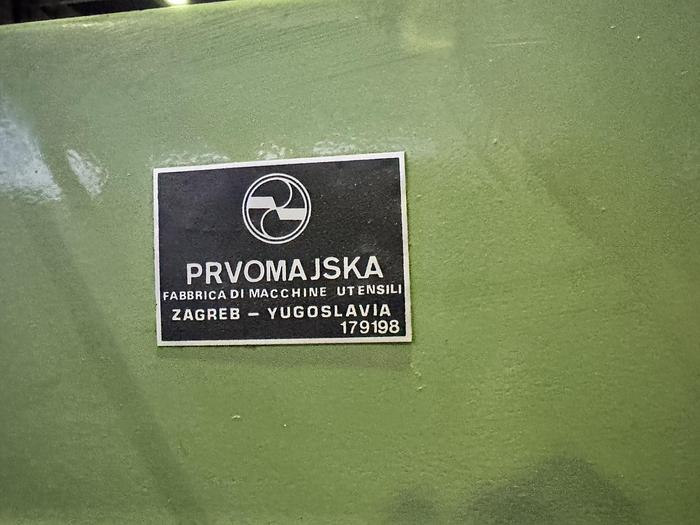 PRVOMAJSKA
FABBRICA DI MACCHINE UTENSILI
ZAGREB – YUGOSLAVIA
179198